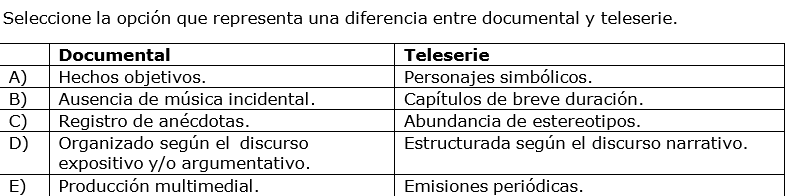 Seleccione la opción que representa una diferencia entre documental y teleserie.
Documental Teleserie
A) Hechos objetivos. Personajes simbólicos.
B) Ausencia de música incidental. Capítulos de breve duración.
C) Registro de anécdotas. Abundancia de estereotipos.
D) Organizado según el discurso Estructurada según el discurso narrativo.
expositivo y/o argumentativo.
E) Producción multimedial. Emisiones periódicas.